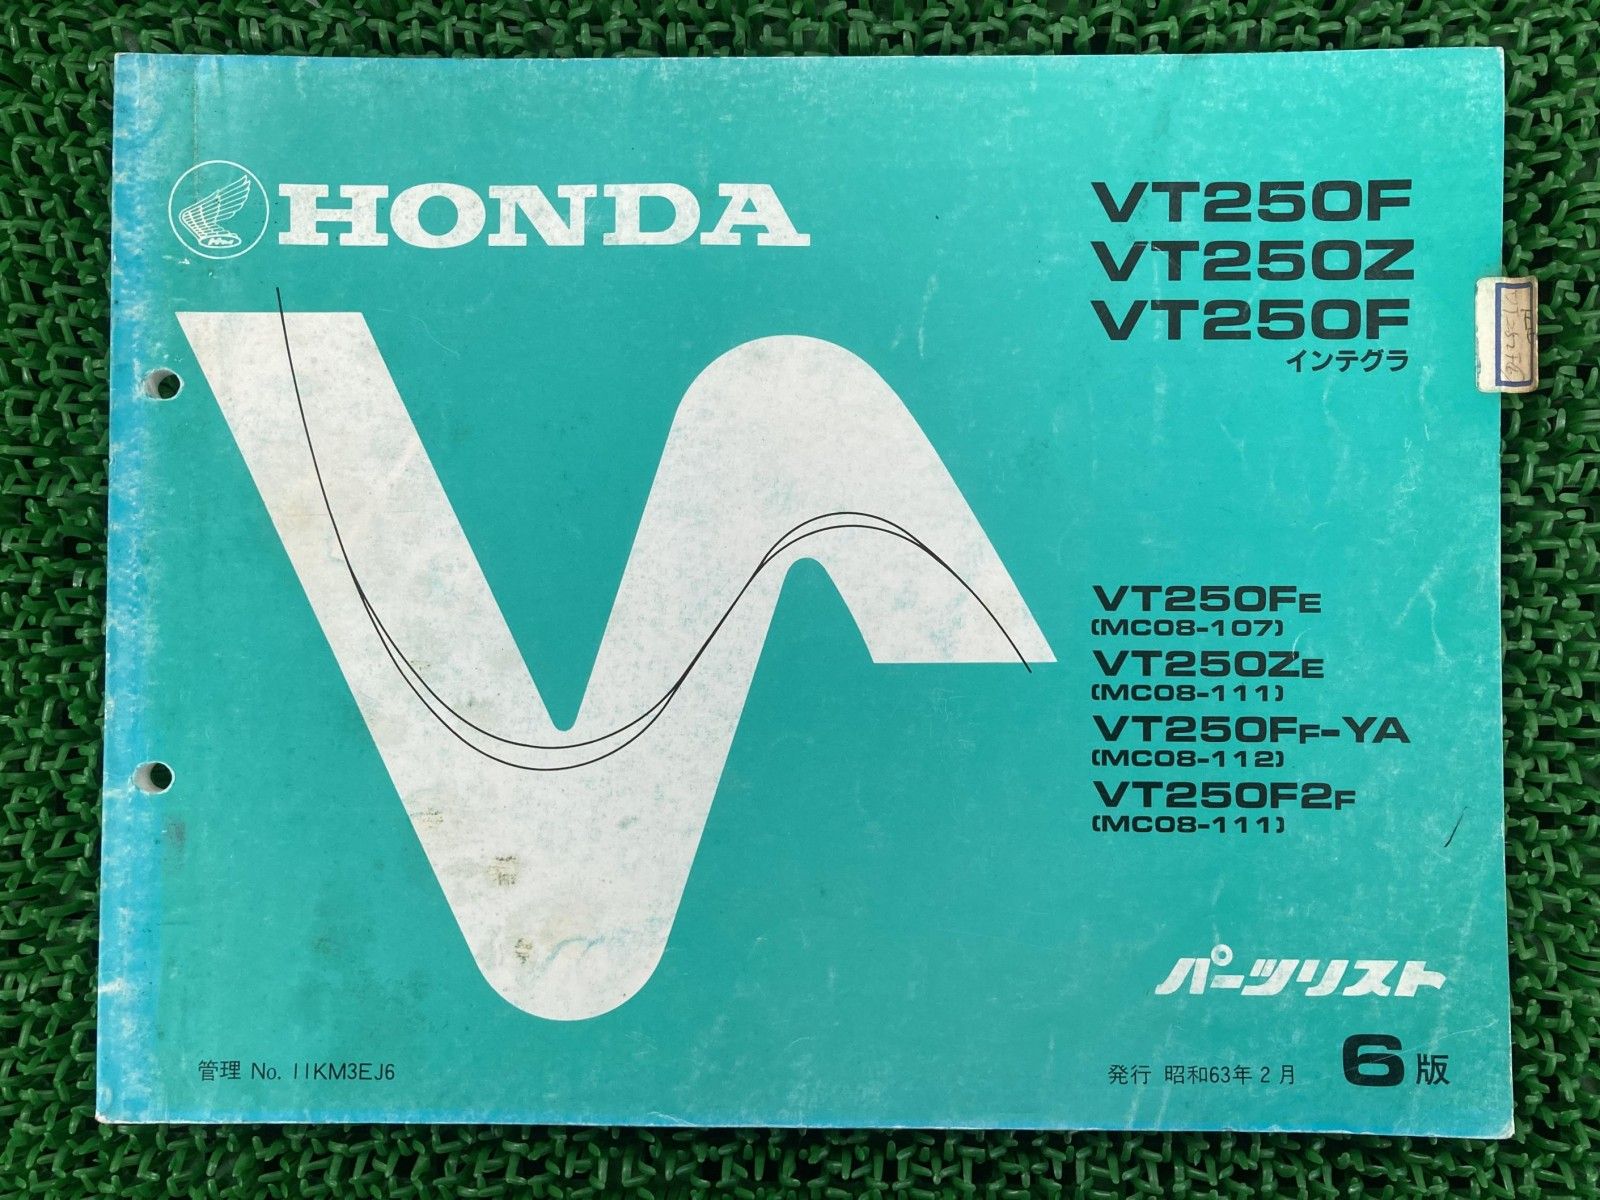 HONDA
VT250F
VT250Z
VT250F
インテグラ
VT250FE
(MC08-107)
VT250ZE
(MC08-111)
VT250FF-YA
(MC08-112)
VT250F2F
(MC08-111)
パーツリスト
管理 No. 11KM3EJ6
発行 昭和63年2月 6版